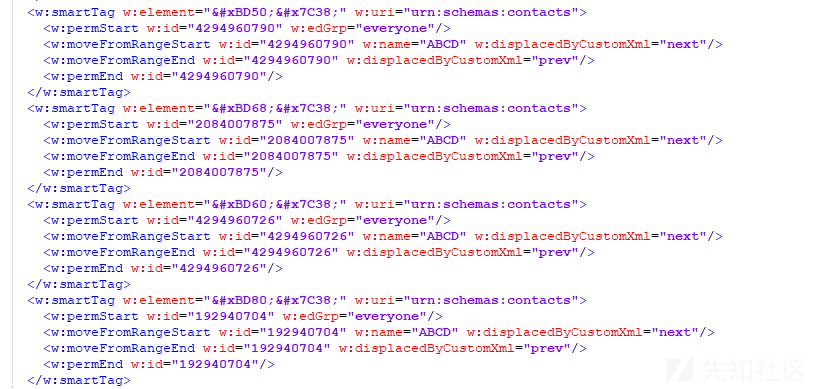 <w:smartTag w:element="&#xBD50;&#x7C38;" w:uri="urn:schemas:contacts">
<w:permStart w:id="4294960790" w:edGrp="everyone"/>
<w:moveFromRangeStart w:id="4294960790" w:name="ABCD" w:displacedByCustomXml="next"/>
<w:moveFromRangeEnd w:id="4294960790" w:displacedByCustomXml="prev"/>
<w:permEnd w:id="4294960790"/>
</w:smartTag>
<w:smartTag w:element="&#xBD68;&#x7C38;" w:uri="urn:schemas:contacts">
<w:permStart w:id="2084007875" w:edGrp="everyone"/>
<w:moveFromRangeStart w:id="2084007875" w:name="ABCD" w:displacedByCustomXml="next"/>
<w:moveFromRangeEnd w:id="2084007875" w:displacedByCustomXml="prev"/>
<w:permEnd w:id="2084007875"/>
</w:smartTag>
<w:smartTag w:element="&#xBD60;&#x7C38;" w:uri="urn:schemas:contacts">
<w:permStart w:id="4294960726" w:edGrp="everyone"/>
<w:moveFromRangeStart w:id="4294960726" w:name="ABCD" w:displacedByCustomXml="next"/>
<w:moveFromRangeEnd w:id="4294960726" w:displacedByCustomXml="prev"/>
<w:permEnd w:id="4294960726"/>
</w:smartTag>
<w:smartTag w:element="&#xBD80;&#x7C38;" w:uri="urn:schemas:contacts">
<w:permStart w:id="192940704" w:edGrp="everyone"/>
<w:moveFromRangeStart w:id="192940704" w:name="ABCD" w:displacedByCustomXml="next"/>
<w:moveFromRangeEnd w:id="192940704" w:displacedByCustomXml="prev"/>
<w:permEnd w:id="192940704"/>
</w:smartTag>
先知社区